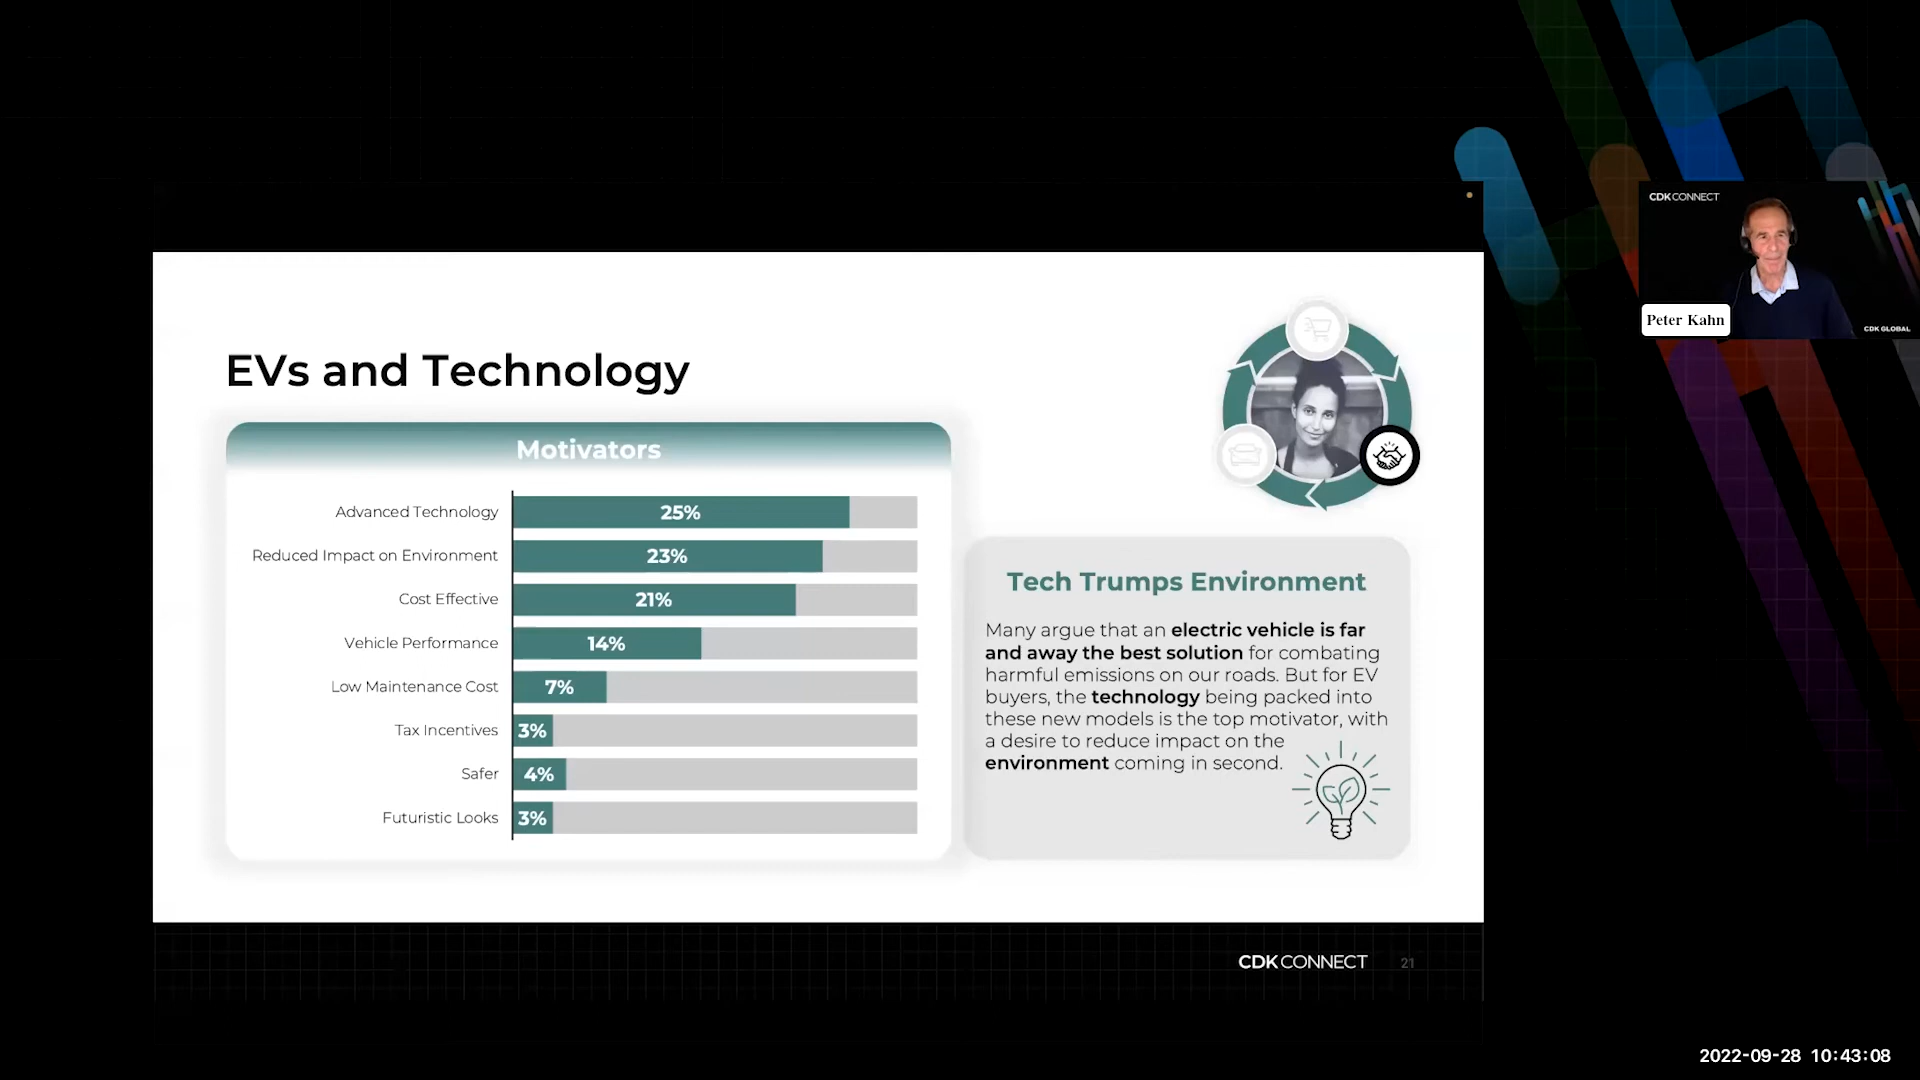 CDK CONNECT
Peter Kahn
CDK GLOBAL
EVs and Technology
Motivators
Advanced Technology 25%
Reduced Impact on Environment 23%
Cost Effective 21%
Vehicle Performance 14%
Low Maintenance Cost 7%
Tax Incentives 3%
Safer 4%
Futuristic Looks 3%
Tech Trumps Environment
Many argue that an electric vehicle is far
and away the best solution for combating
harmful emissions on our roads. But for EV
buyers, the technology being packed into
these new models is the top motivator, with
a desire to reduce impact on the
environment coming in second.
CDK CONNECT 21
2022-09-28 10:43:08